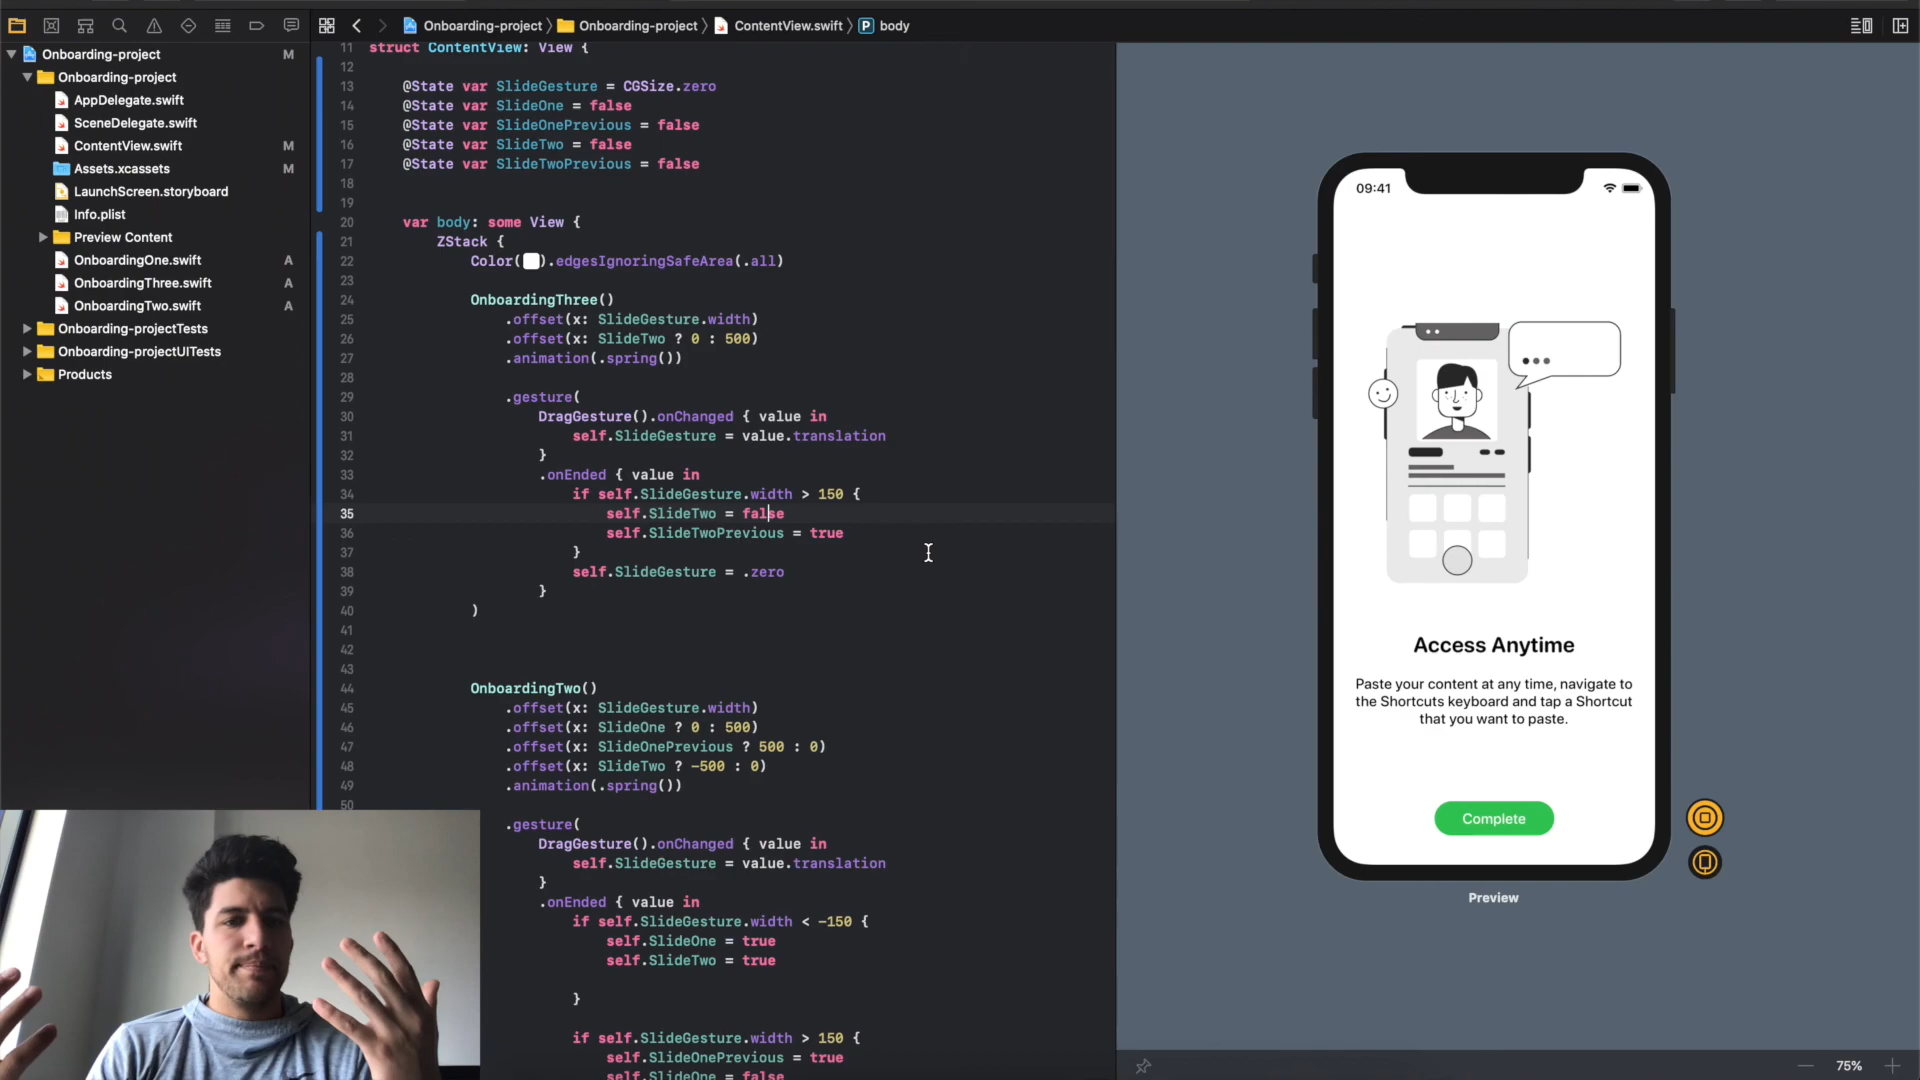 Onboarding-project
Onboarding-project
ContentView.swift
P
body
Onboarding-project M
Onboarding-project
AppDelegate.swift
SceneDelegate.swift
ContentView.swift M
Assets.xcassets M
LaunchScreen.storyboard
Info.plist
Preview Content
OnboardingOne.swift A
OnboardingThree.swift A
OnboardingTwo.swift A
Onboarding-projectTests
Onboarding-projectUITests
Products
11 struct ContentView: View {
12
13 @State var SlideGesture = CGSize.zero
14 @State var SlideOne = false
15 @State var SlideOnePrevious = false
16 @State var SlideTwo = false
17 @State var SlideTwoPrevious = false
18
19
20 var body: some View {
21 ZStack {
22 Color( ).edgesIgnoringSafeArea(.all)
23
24 OnboardingThree()
25 .offset(x: SlideGesture.width)
26 .offset(x: SlideTwo ? 0 : 500)
27 .animation(.spring())
28
29 .gesture(
30 DragGesture().onChanged { value in
31 self.SlideGesture = value.translation
32 }
33 .onEnded { value in
34 if self.SlideGesture.width > 150 {
35 self.SlideTwo = false
36 self.SlideTwoPrevious = true
37 }
38 self.SlideGesture = .zero
39 }
40 )
41
42
43
44 OnboardingTwo()
45 .offset(x: SlideGesture.width)
46 .offset(x: SlideOne ? 0 : 500)
47 .offset(x: SlideOnePrevious ? 500 : 0)
48 .offset(x: SlideTwo ? -500 : 0)
49 .animation(.spring())
50
.gesture(
DragGesture().onChanged { value in
self.SlideGesture = value.translation
}
.onEnded { value in
if self.SlideGesture.width < -150 {
self.SlideOne = true
self.SlideTwo = true
}
if self.SlideGesture.width > 150 {
self.SlideOnePrevious = true
self.SlideOne = false
09:41
Access Anytime
Paste your content at any time, navigate to
the Shortcuts keyboard and tap a Shortcut
that you want to paste.
Complete
Preview
75%